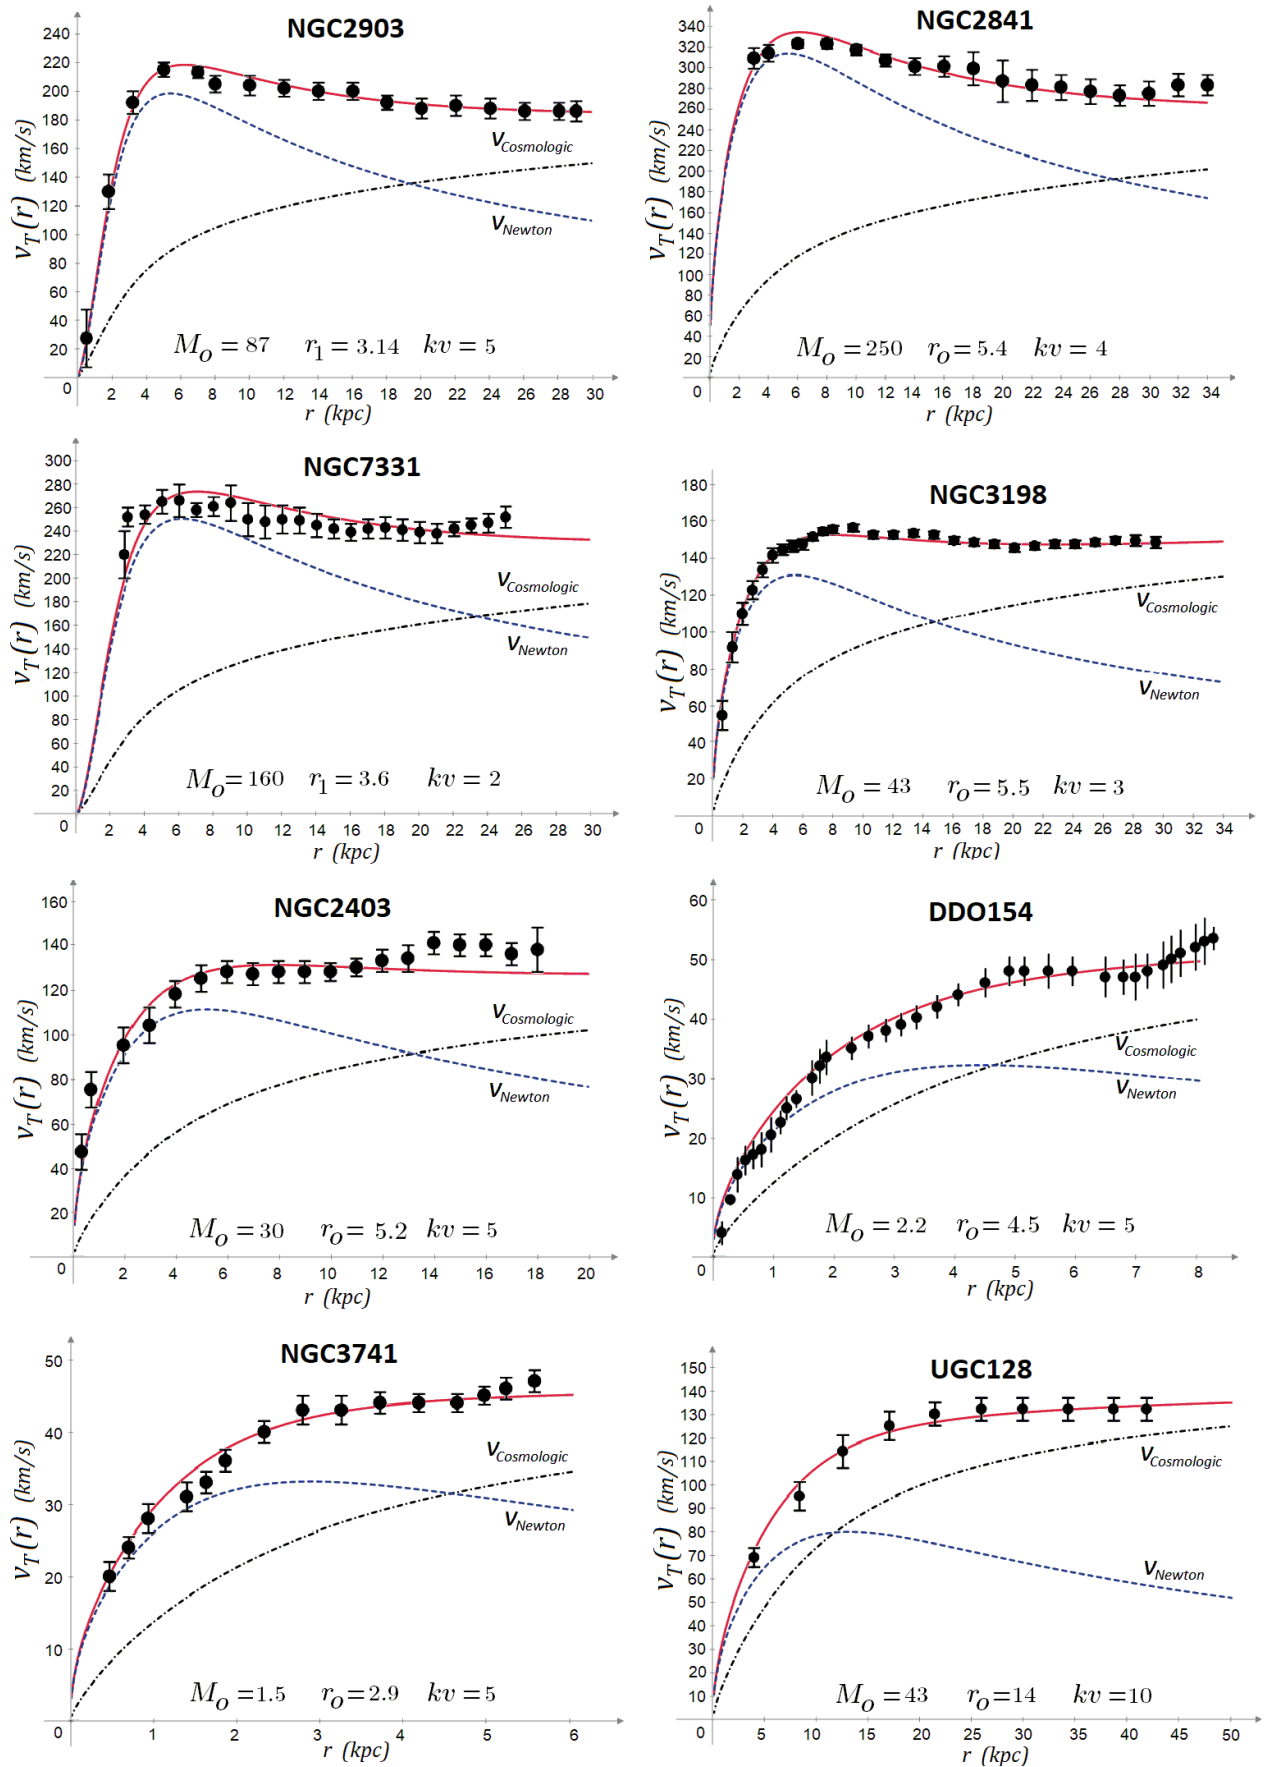 NGC2903
240
220
200
180
160
140
120
100
80
60
40
20
0
2 4 6 8 10 12 14 16 18 20 22 24 26 28 30
v_T(r) (km/s)
r (kpc)
v_Cosmologic
v_Newton
M_o = 87 r_1 = 3.14 kv = 5
NGC2841
340
320
300
280
260
240
220
200
180
160
140
120
100
80
60
40
20
0
2 4 6 8 10 12 14 16 18 20 22 24 26 28 30 32 34
v_T(r) (km/s)
r (kpc)
v_Cosmologic
v_Newton
M_o = 250 r_o = 5.4 kv = 4
NGC7331
300
280
260
240
220
200
180
160
140
120
100
80
60
40
20
0
2 4 6 8 10 12 14 16 18 20 22 24 26 28 30
v_T(r) (km/s)
r (kpc)
v_Cosmologic
v_Newton
M_o = 160 r_1 = 3.6 kv = 2
NGC3198
180
160
140
120
100
80
60
40
20
0
2 4 6 8 10 12 14 16 18 20 22 24 26 28 30 32 34
v_T(r) (km/s)
r (kpc)
v_Cosmologic
v_Newton
M_o = 43 r_o = 5.5 kv = 3
NGC2403
160
140
120
100
80
60
40
20
0
2 4 6 8 10 12 14 16 18 20
v_T(r) (km/s)
r (kpc)
v_Cosmologic
v_Newton
M_o = 30 r_o = 5.2 kv = 5
DDO154
60
50
40
30
20
10
0
1 2 3 4 5 6 7 8
v_T(r) (km/s)
r (kpc)
v_Cosmologic
v_Newton
M_o = 2.2 r_o = 4.5 kv = 5
NGC3741
50
40
30
20
10
0
1 2 3 4 5 6
v_T(r) (km/s)
r (kpc)
v_Cosmologic
v_Newton
M_o = 1.5 r_o = 2.9 kv = 5
UGC128
150
140
130
120
110
100
90
80
70
60
50
40
30
20
10
0
5 10 15 20 25 30 35 40 45 50
v_T(r) (km/s)
r (kpc)
v_Cosmologic
v_Newton
M_o = 43 r_o = 14 kv = 10